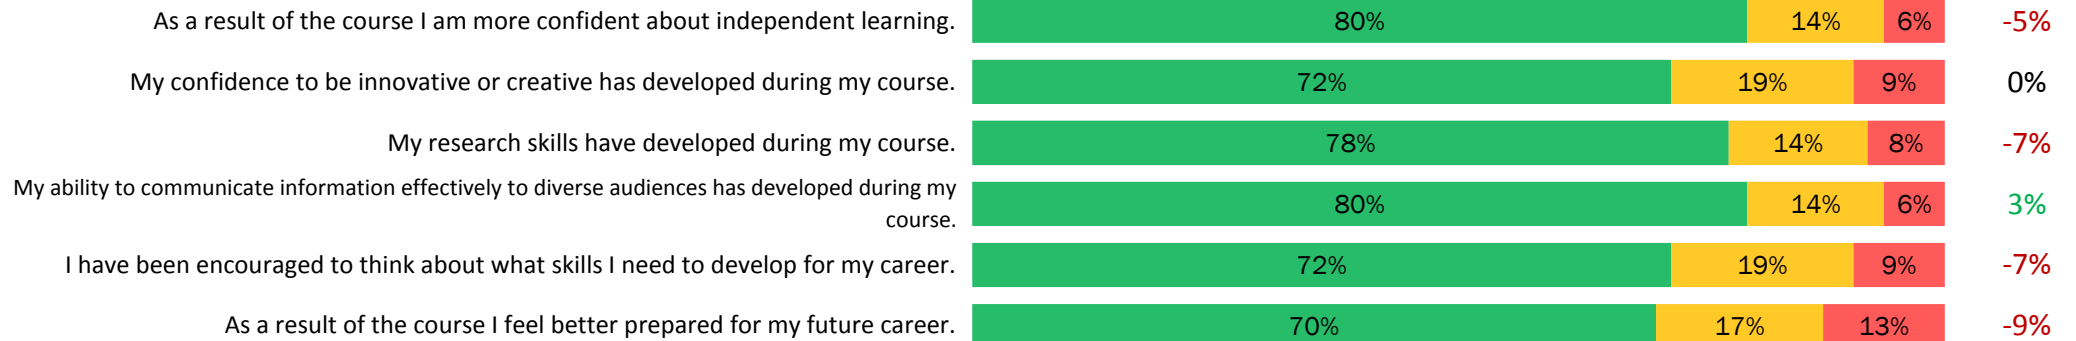 As a result of the course I am more confident about independent learning. 80% 14% 6% -5%
My confidence to be innovative or creative has developed during my course. 72% 19% 9% 0%
My research skills have developed during my course. 78% 14% 8% -7%
My ability to communicate information effectively to diverse audiences has developed during my
course. 80% 14% 6% 3%
I have been encouraged to think about what skills I need to develop for my career. 72% 19% 9% -7%
As a result of the course I feel better prepared for my future career. 70% 17% 13% -9%